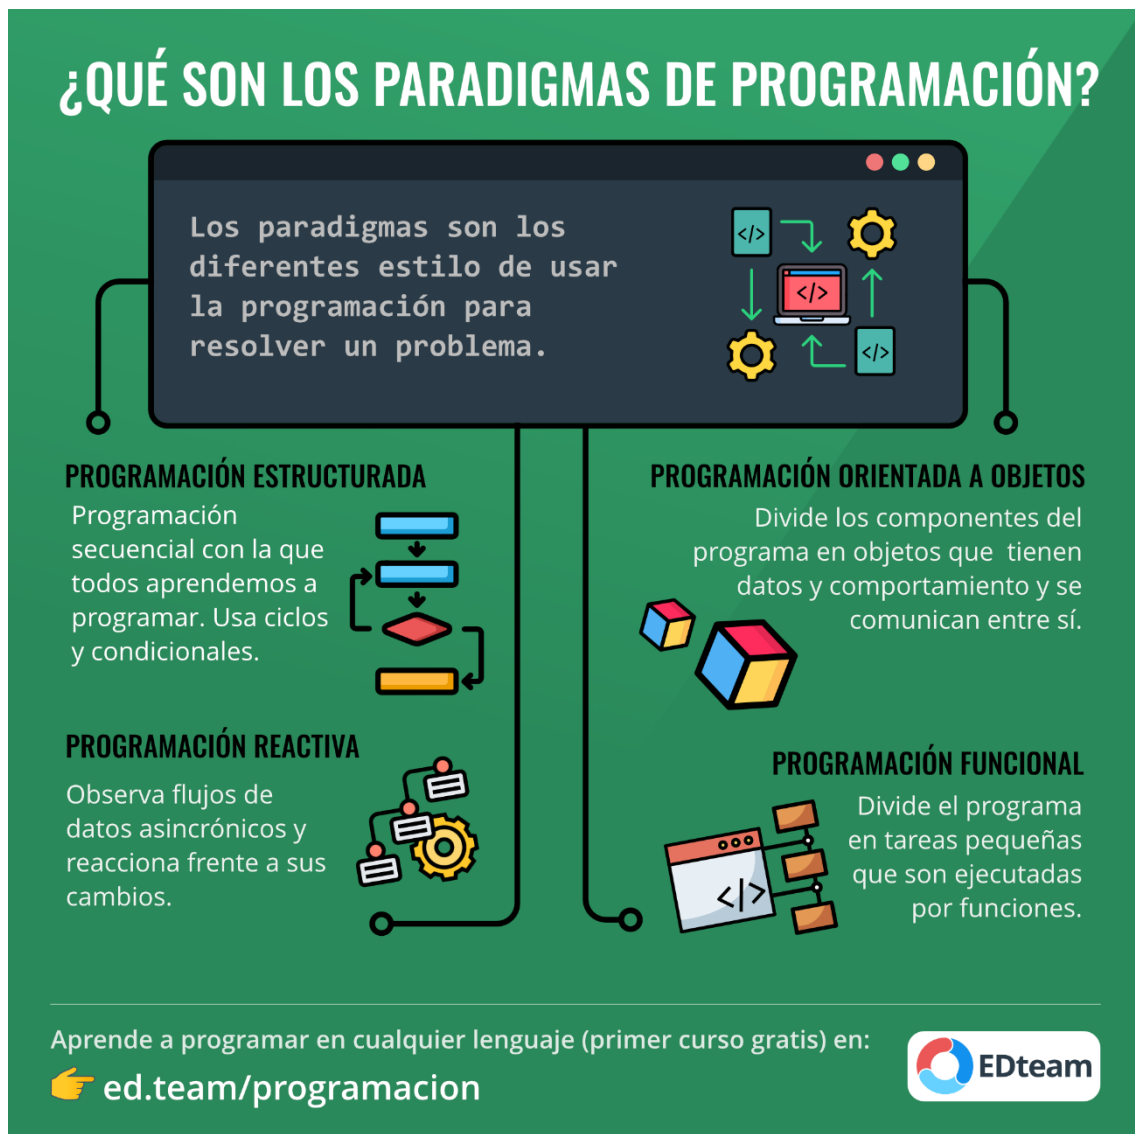 ¿QUÉ SON LOS PARADIGMAS DE PROGRAMACIÓN?
Los paradigmas son los
diferentes estilo de usar
la programación para
resolver un problema.
</>
</>
</>
PROGRAMACIÓN ESTRUCTURADA
Programación
secuencial con la que
todos aprendemos a
programar. Usa ciclos
y condicionales.
PROGRAMACIÓN ORIENTADA A OBJETOS
Divide los componentes del
programa en objetos que tienen
datos y comportamiento y se
comunican entre sí.
PROGRAMACIÓN REACTIVA
Observa flujos de
datos asincrónicos y
reacciona frente a sus
cambios.
PROGRAMACIÓN FUNCIONAL
Divide el programa
en tareas pequeñas
que son ejecutadas
por funciones.
</>
Aprende a programar en cualquier lenguaje (primer curso gratis) en:
ed.team/programacion
EDteam